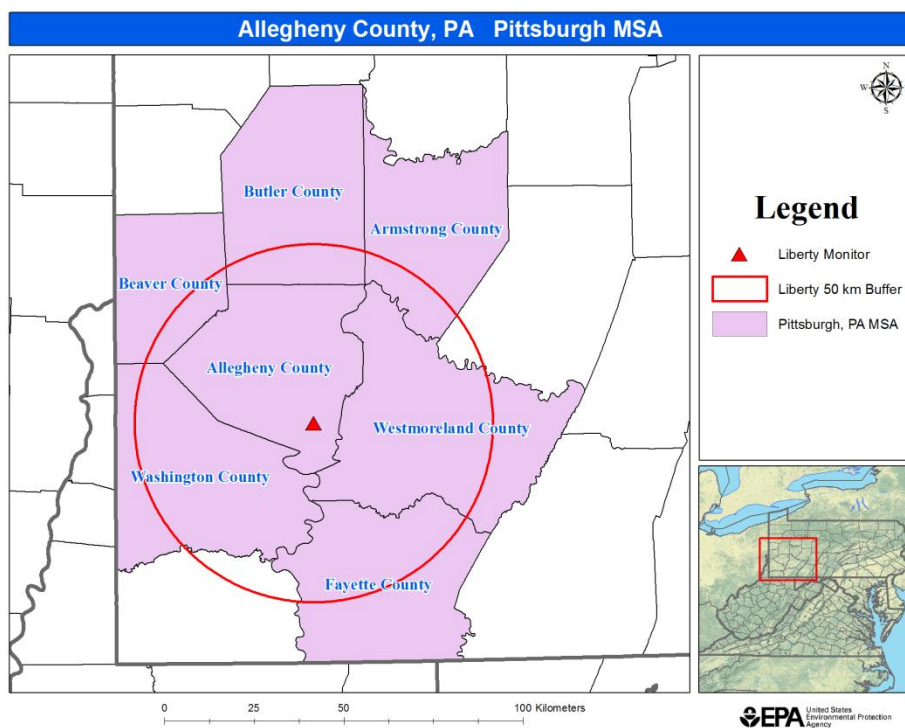 Allegheny County, PA Pittsburgh MSA
N
W
E
S
Butler County
Armstrong County
Beaver County
Allegheny County
Westmoreland County
Washington County
Fayette County
Legend
Liberty Monitor
Liberty 50 km Buffer
Pittsburgh, PA MSA
0 25 50 100 Kilometers
EPA
United States
Environmental Protection
Agency